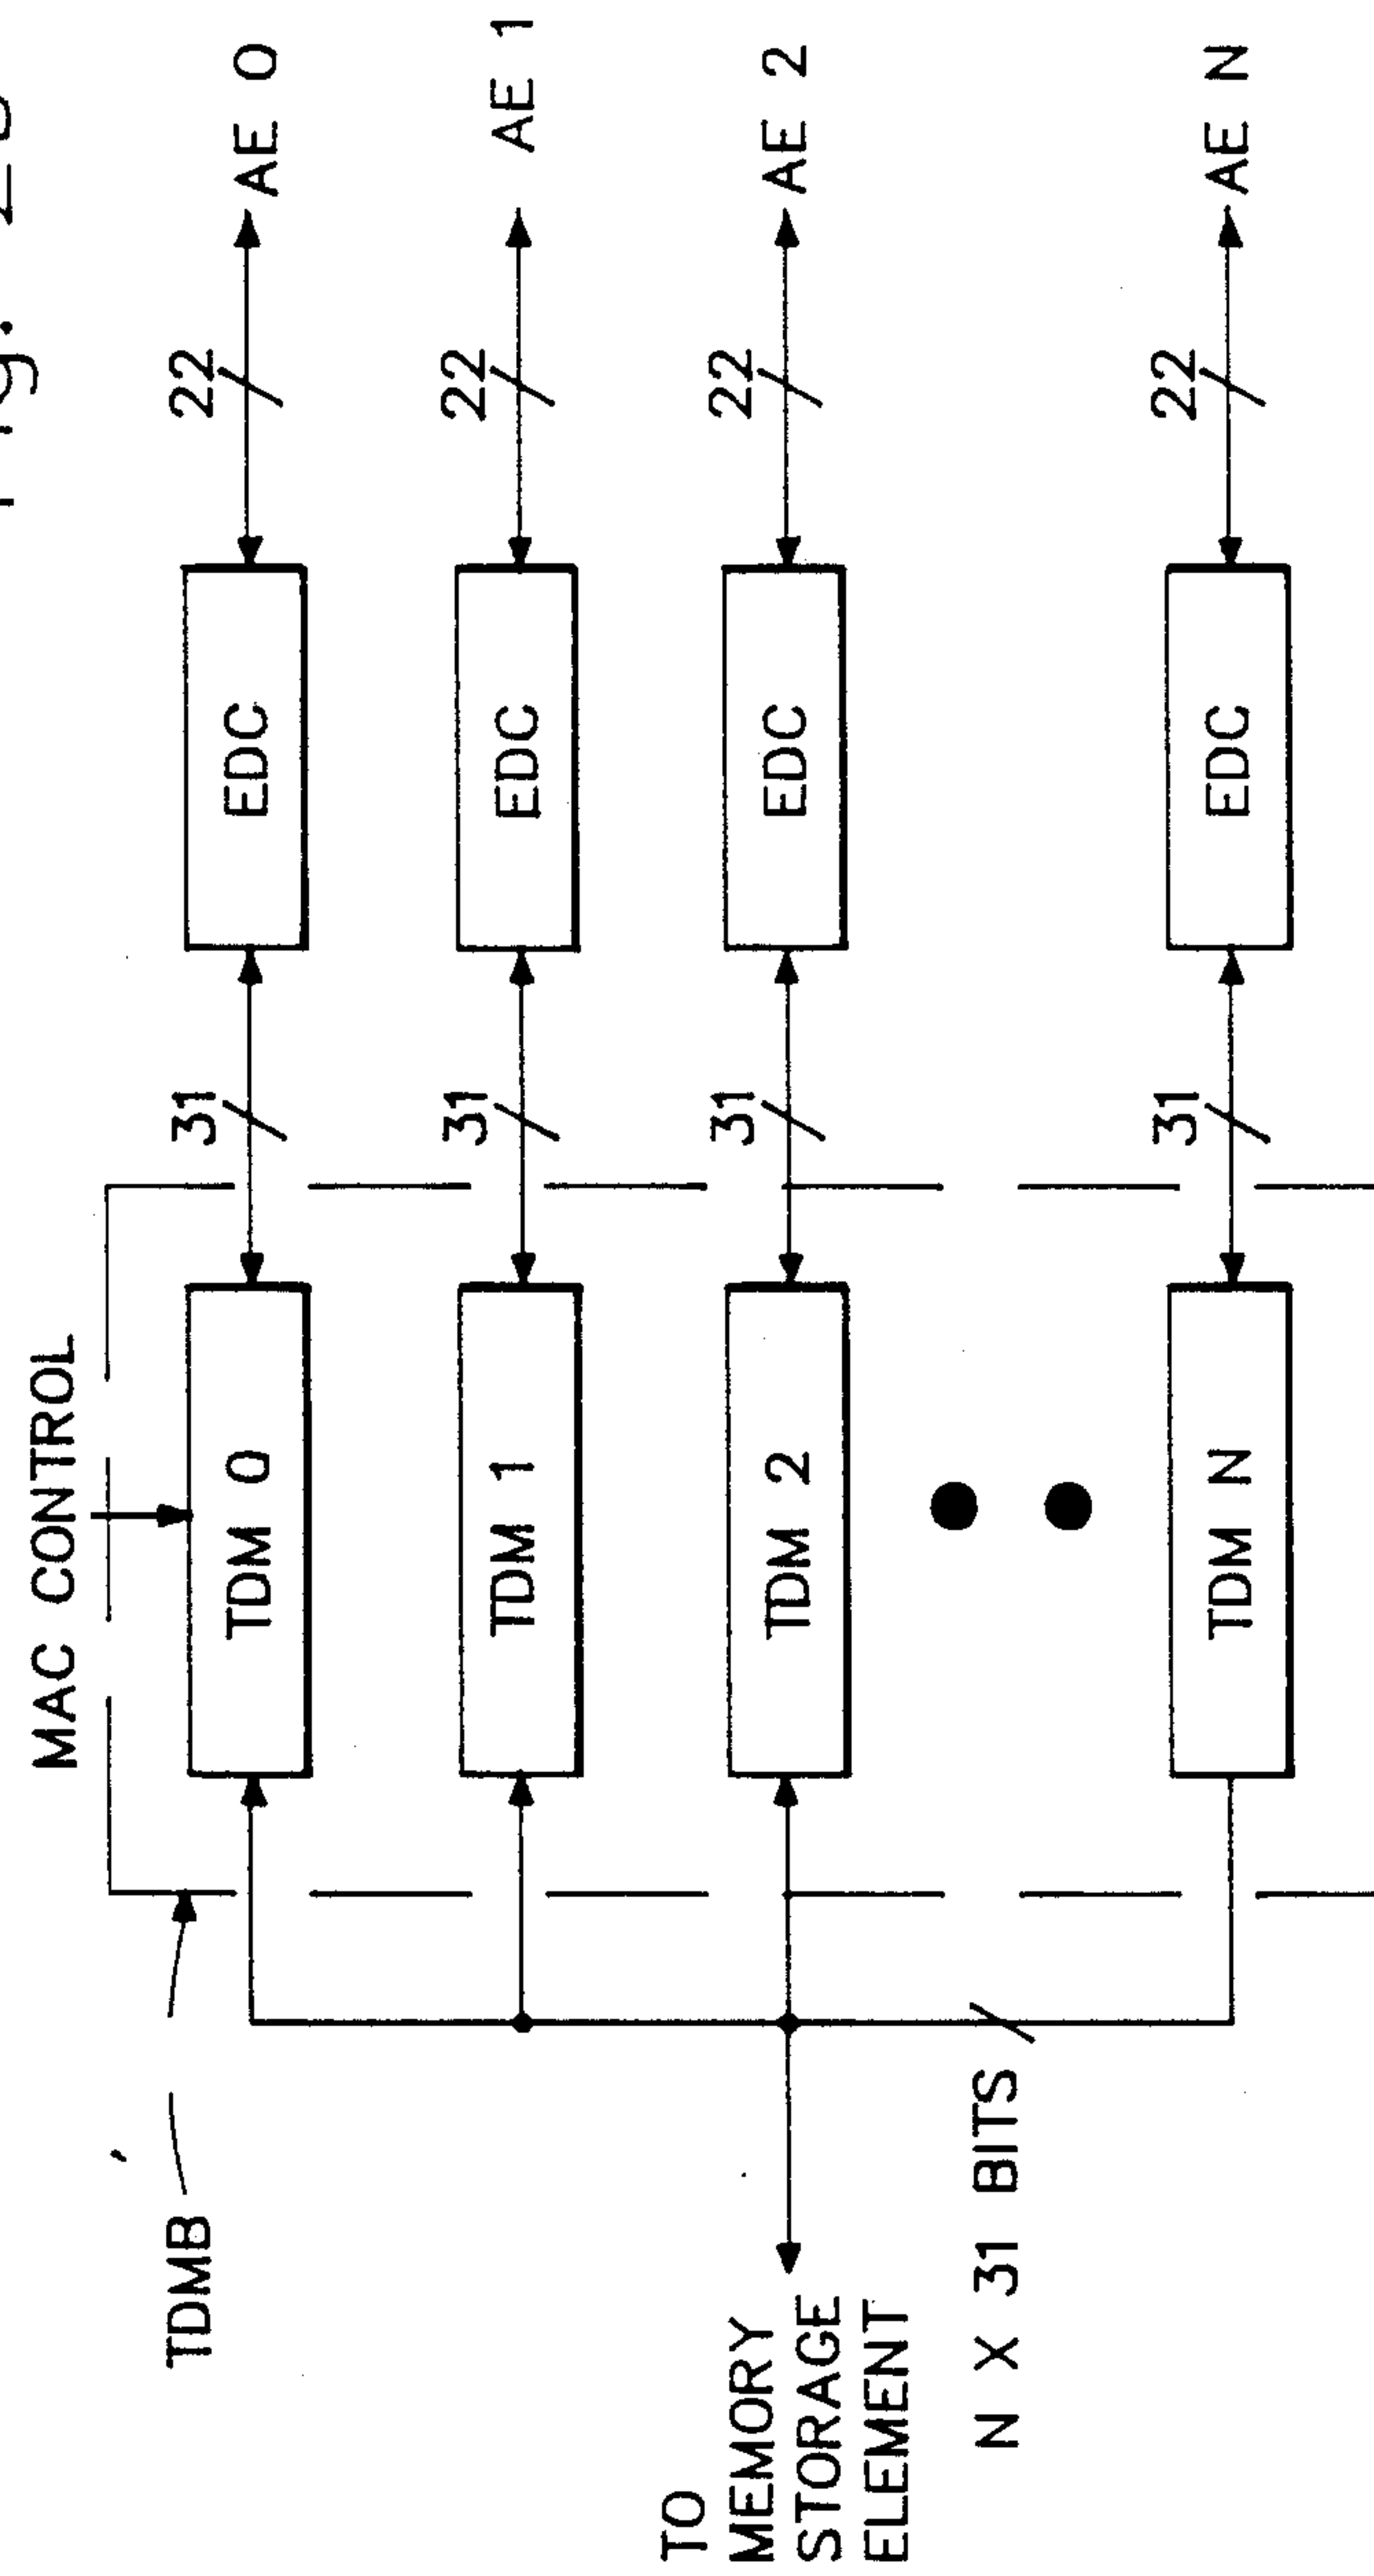 MAC CONTROL
TDMB
TDM 0
31
EDC
22
AE 0
TDM 1
31
EDC
22
AE 1
TO
MEMORY
STORAGE
ELEMENT
TDM 2
31
EDC
22
AE 2
N X 31 BITS
TDM N
31
EDC
22
AE N